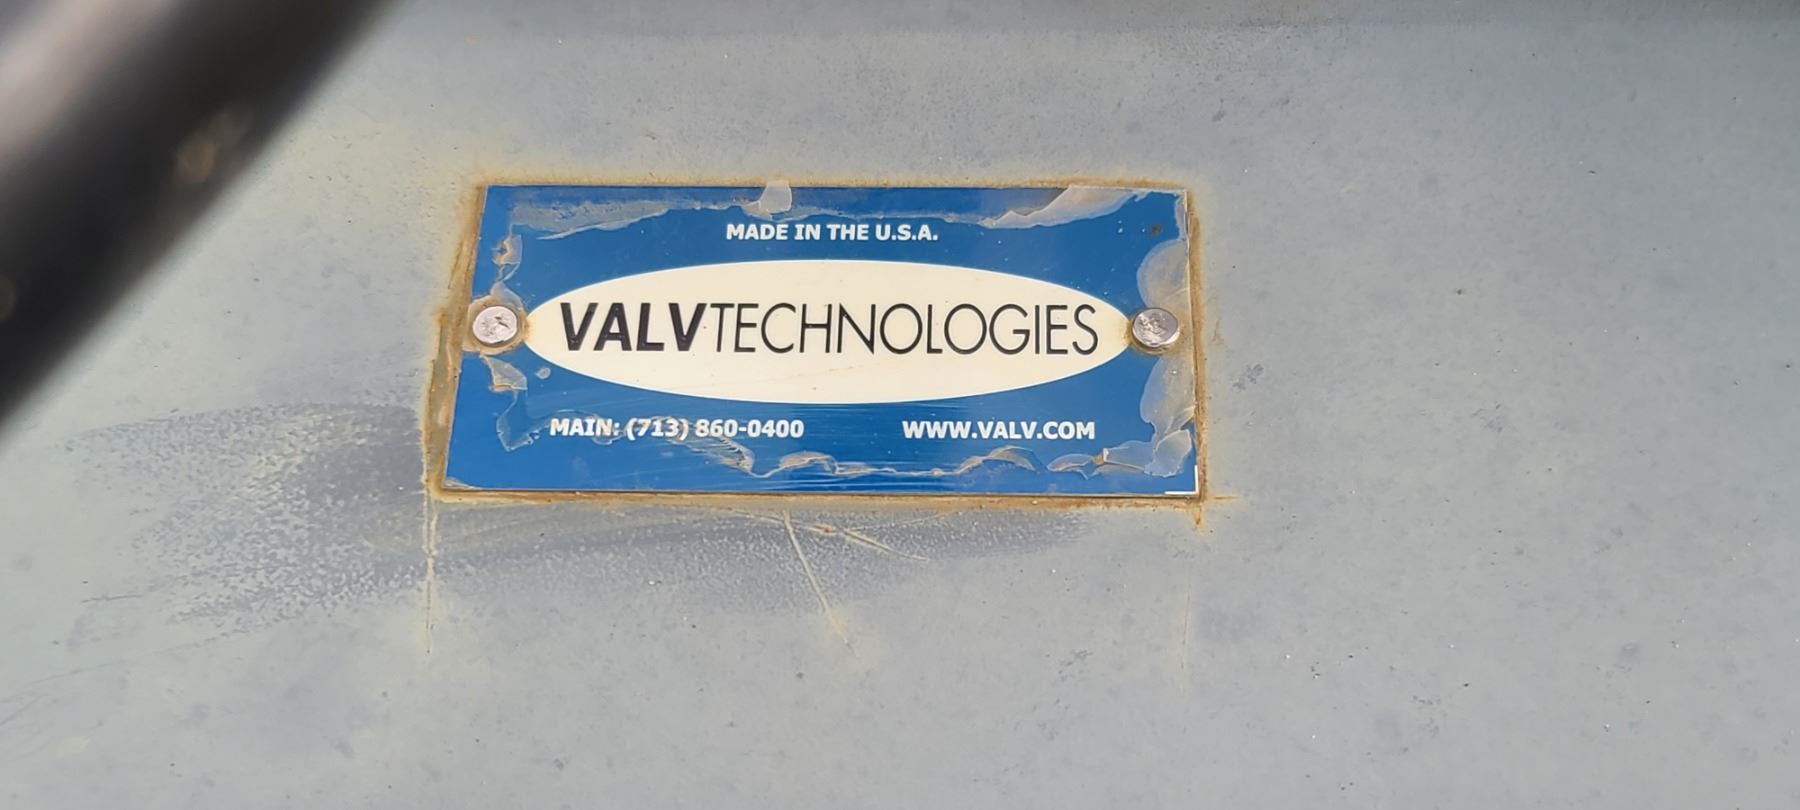 MADE IN THE U.S.A.
VALVTECHNOLOGIES
MAIN: (713) 860-0400 WWW.VALV.COM